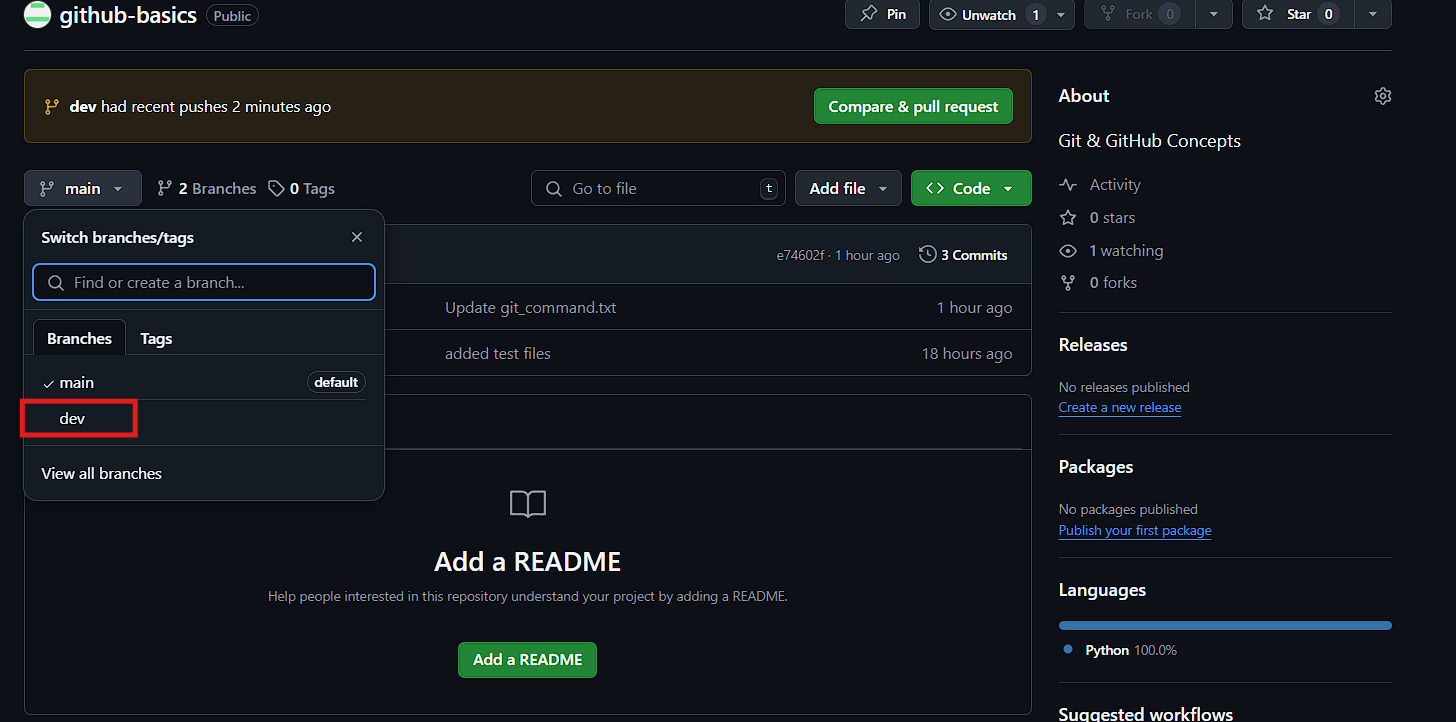 github-basics Public
Pin
Unwatch 1
Fork 0
Star 0
dev had recent pushes 2 minutes ago
Compare & pull request
main
2 Branches
0 Tags
Go to file
t
Add file
<> Code
Switch branches/tags
Find or create a branch...
Branches
Tags
main
default
dev
View all branches
e74602f · 1 hour ago
3 Commits
Update git_command.txt
1 hour ago
added test files
18 hours ago
Add a README
Help people interested in this repository understand your project by adding a README.
Add a README
About
Git & GitHub Concepts
Activity
0 stars
1 watching
0 forks
Releases
No releases published
Create a new release
Packages
No packages published
Publish your first package
Languages
Python 100.0%
Suggested workflows